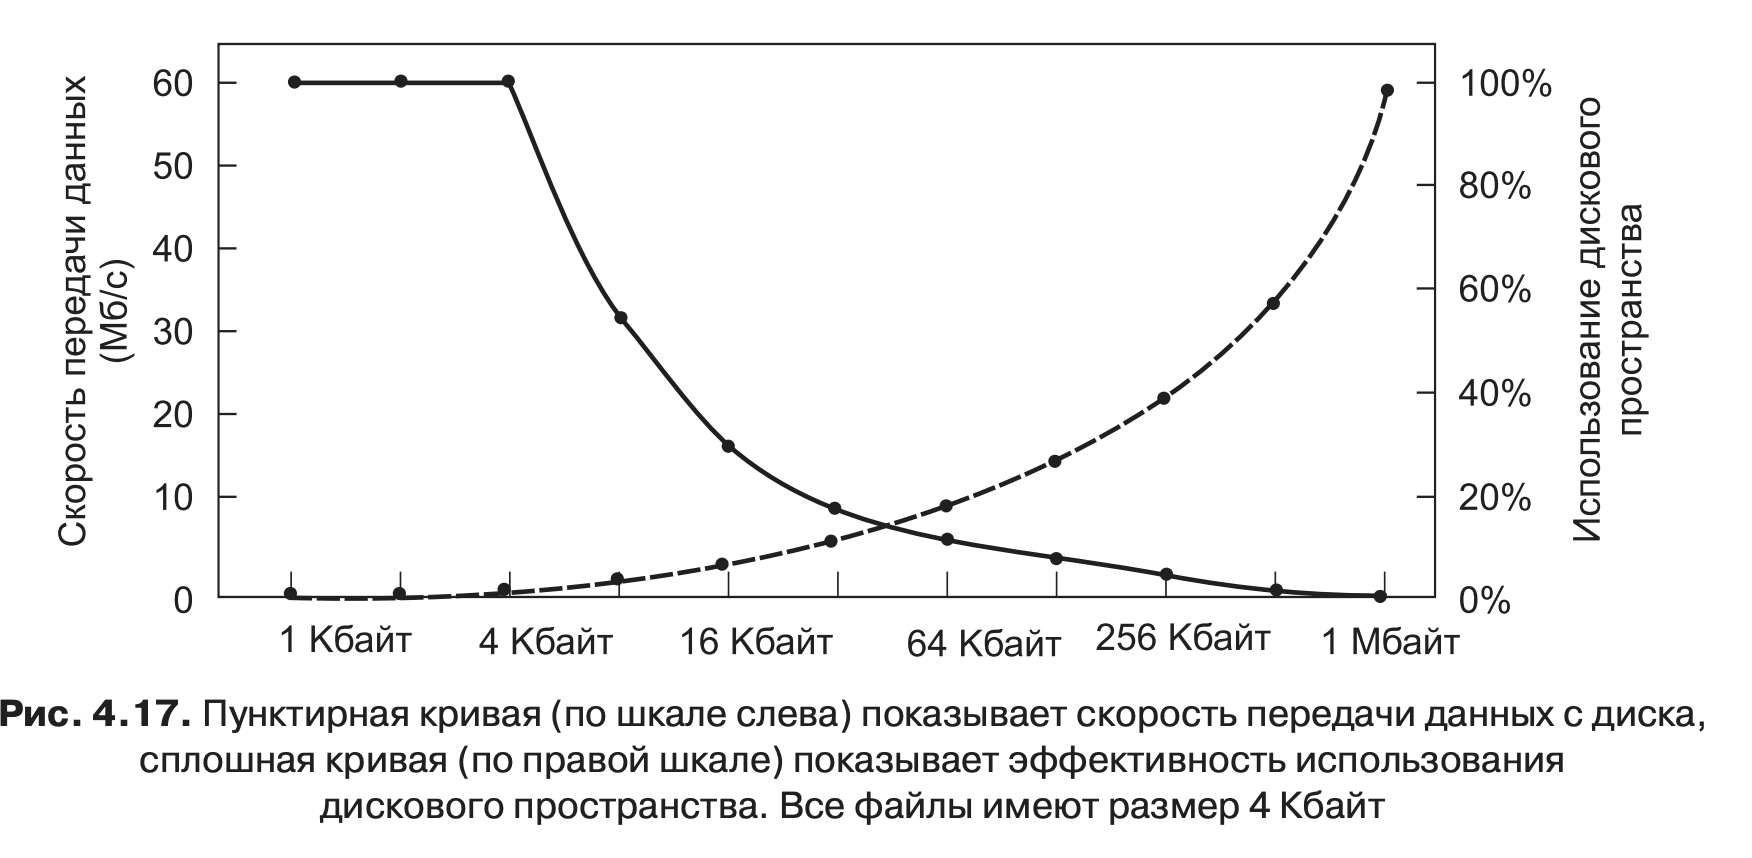 Скорость передачи данных
(Мб/с)
60
50
40
30
20
10
0
100%
80%
60%
40%
20%
0%
Использование дискового
пространства
1 Кбайт
4 Кбайт
16 Кбайт
64 Кбайт
256 Кбайт
1 Мбайт
Рис. 4.17. Пунктирная кривая (по шкале слева) показывает скорость передачи данных с диска,
сплошная кривая (по правой шкале) показывает эффективность использования
дискового пространства. Все файлы имеют размер 4 Кбайт